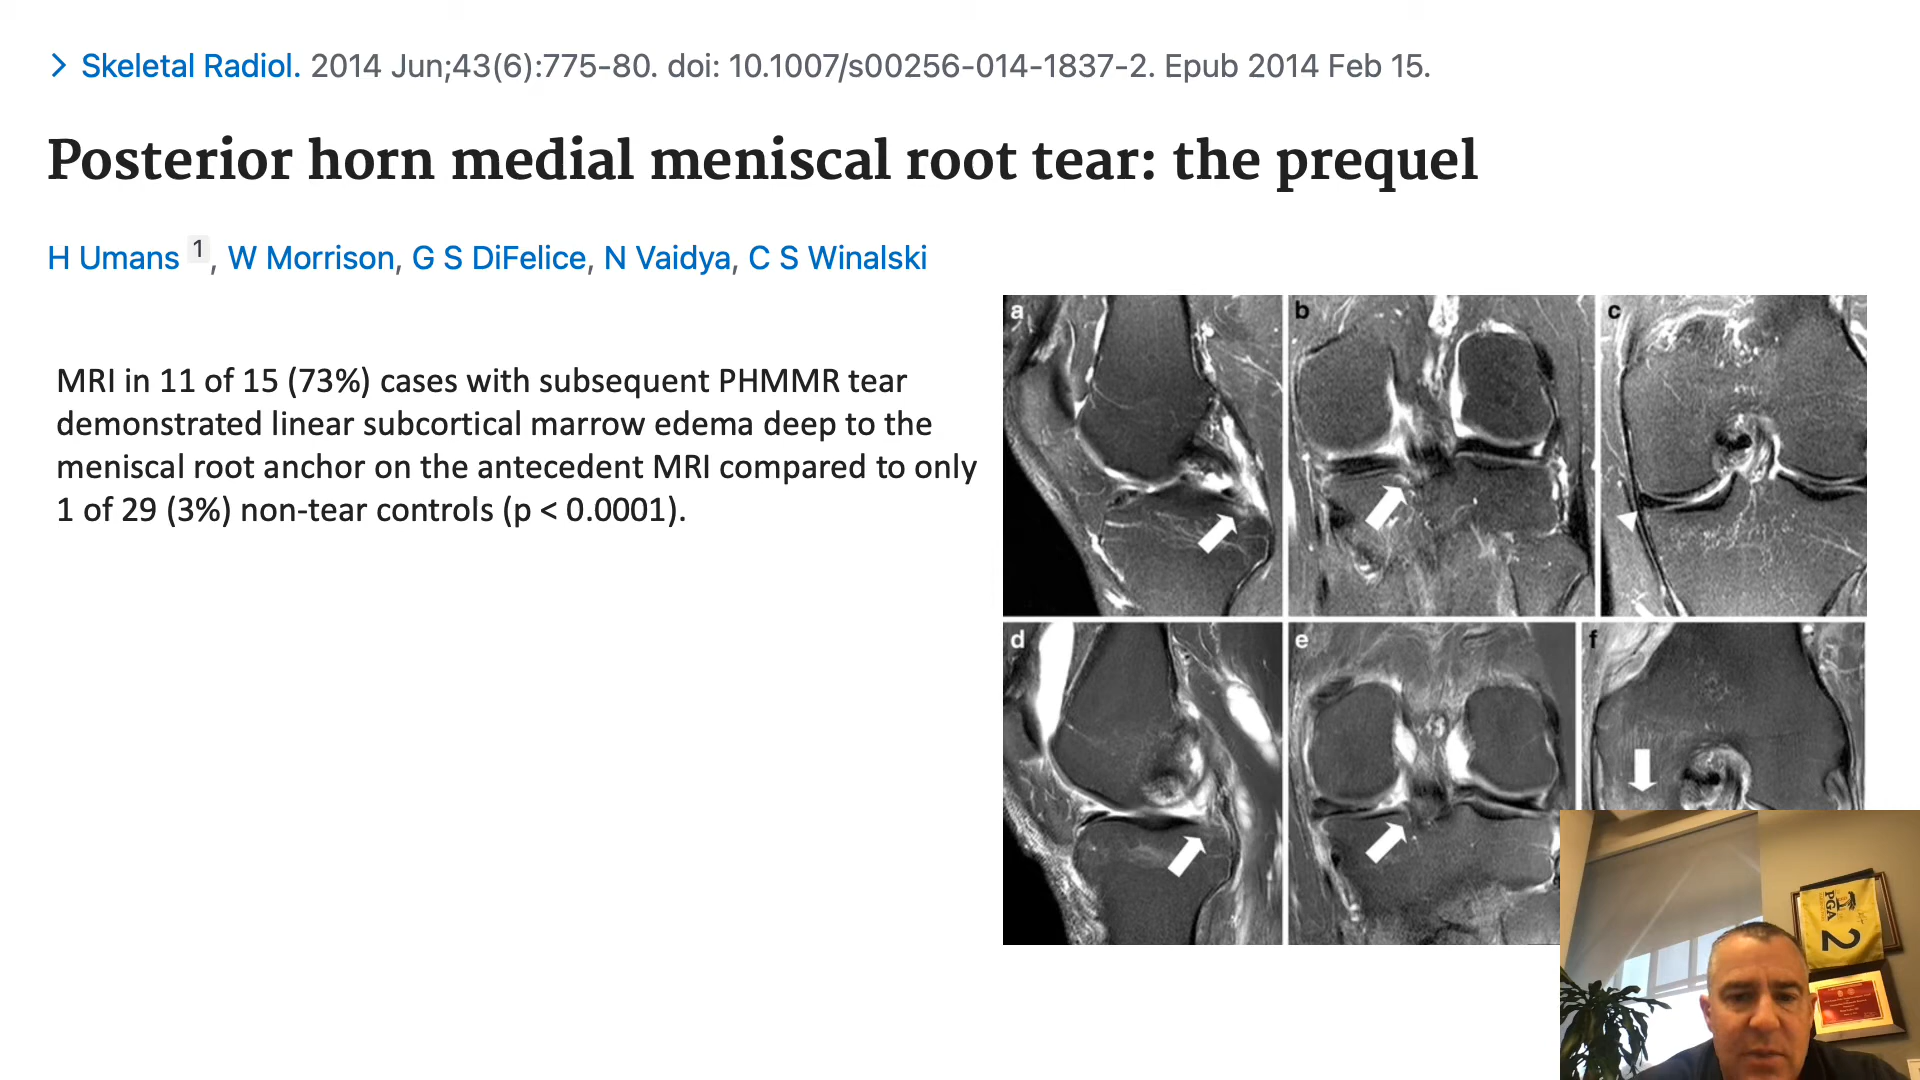 > Skeletal Radiol. 2014 Jun;43(6):775-80. doi: 10.1007/s00256-014-1837-2. Epub 2014 Feb 15.
Posterior horn medial meniscal root tear: the prequel
H Umans 1, W Morrison, G S DiFelice, N Vaidya, C S Winalski
MRI in 11 of 15 (73%) cases with subsequent PHMMR tear
demonstrated linear subcortical marrow edema deep to the
meniscal root anchor on the antecedent MRI compared to only
1 of 29 (3%) non-tear controls (p < 0.0001).
a
b
c
d
e
f
PGA
2